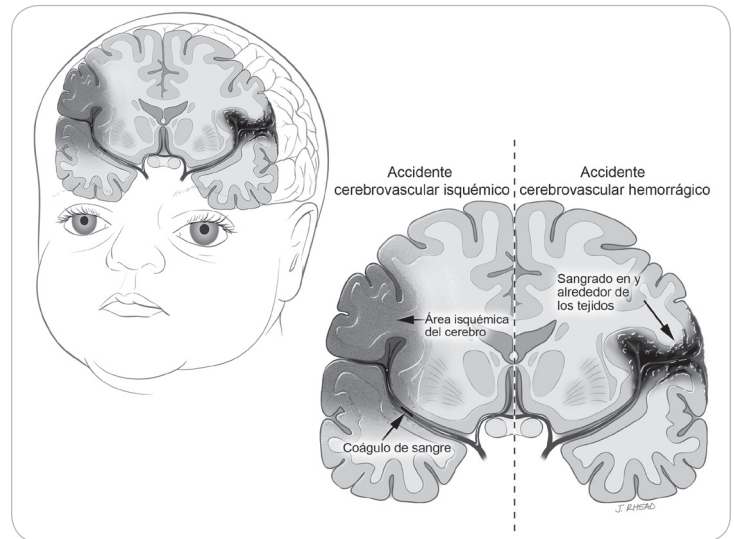 Accidente
cerebrovascular isquémico
Accidente
cerebrovascular hemorrágico
Sangrado en y
alrededor de
los tejidos
Área isquémica
del cerebro
Coágulo de sangre
J. RHEAD